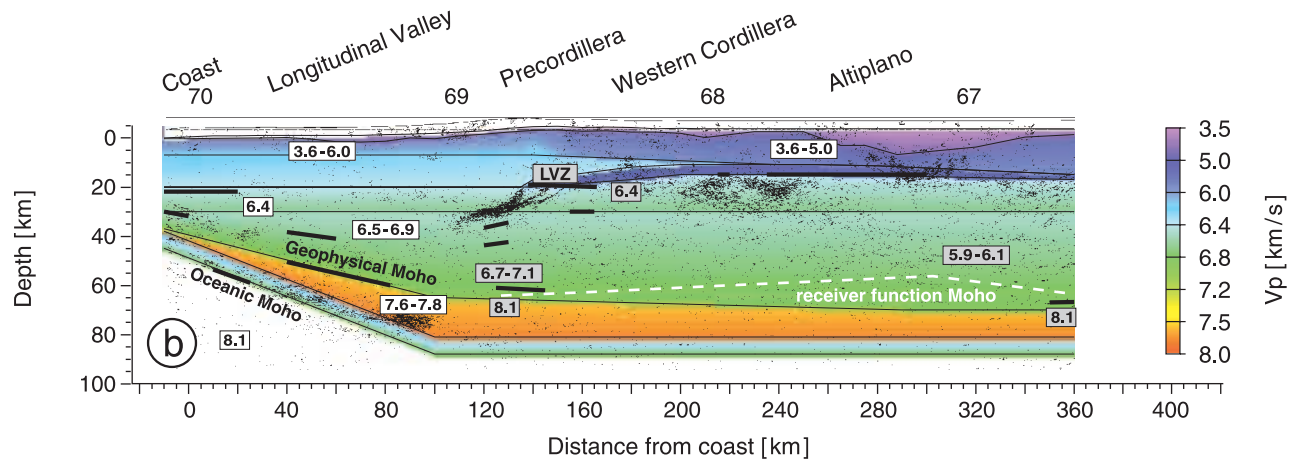 Coast Longitudinal Valley Precordillera Western Cordillera Altiplano
70 69 68 67
0
20
40
60
80
100
Depth [km]
3.6-6.0
3.6-5.0
LVZ
6.4
6.4
6.5-6.9
5.9-6.1
Geophysical Moho
6.7-7.1
Oceanic Moho
7.6-7.8
8.1
receiver function Moho
8.1
8.1
b
3.5
5.0
6.0
6.4
6.8
7.2
7.5
8.0
Vp [km/s]
0 40 80 120 160 200 240 280 320 360 400
Distance from coast [km]